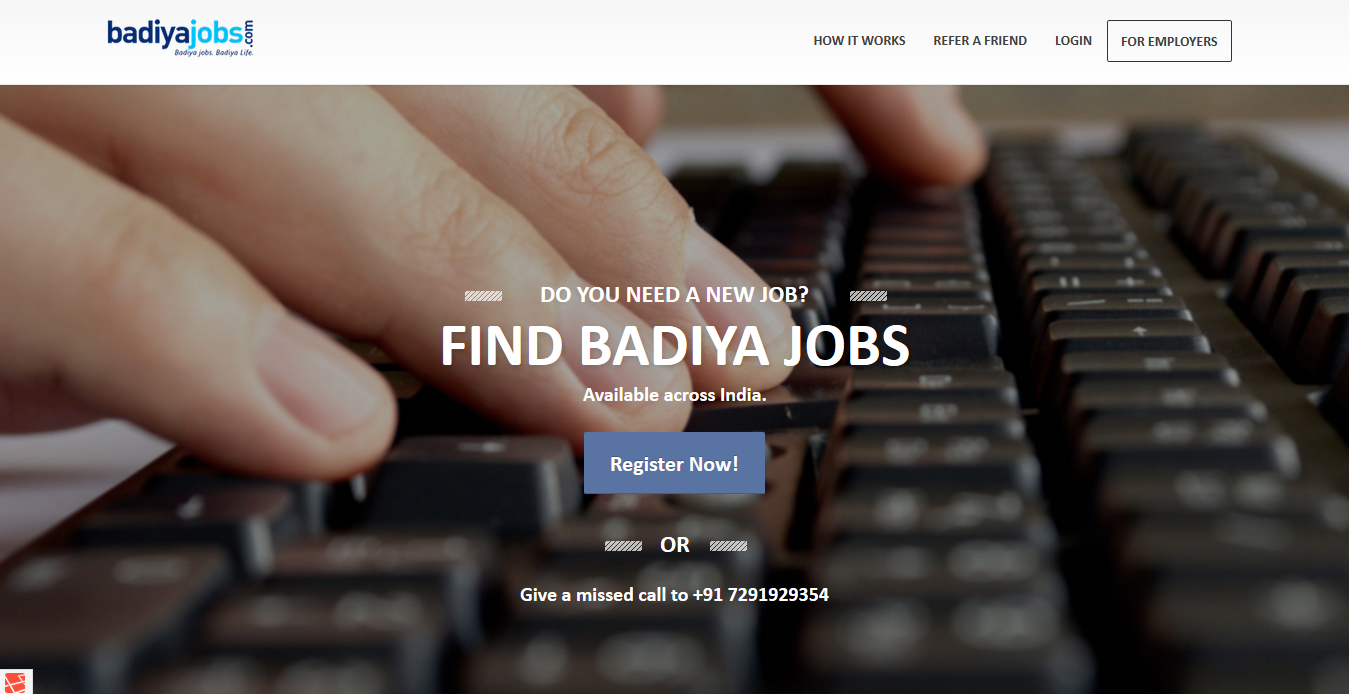 badiyajobs.com
Badiya jobs. Badiya Life.
HOW IT WORKS
REFER A FRIEND
LOGIN
FOR EMPLOYERS
DO YOU NEED A NEW JOB?
FIND BADIYA JOBS
Available across India.
Register Now!
OR
Give a missed call to +91 7291929354